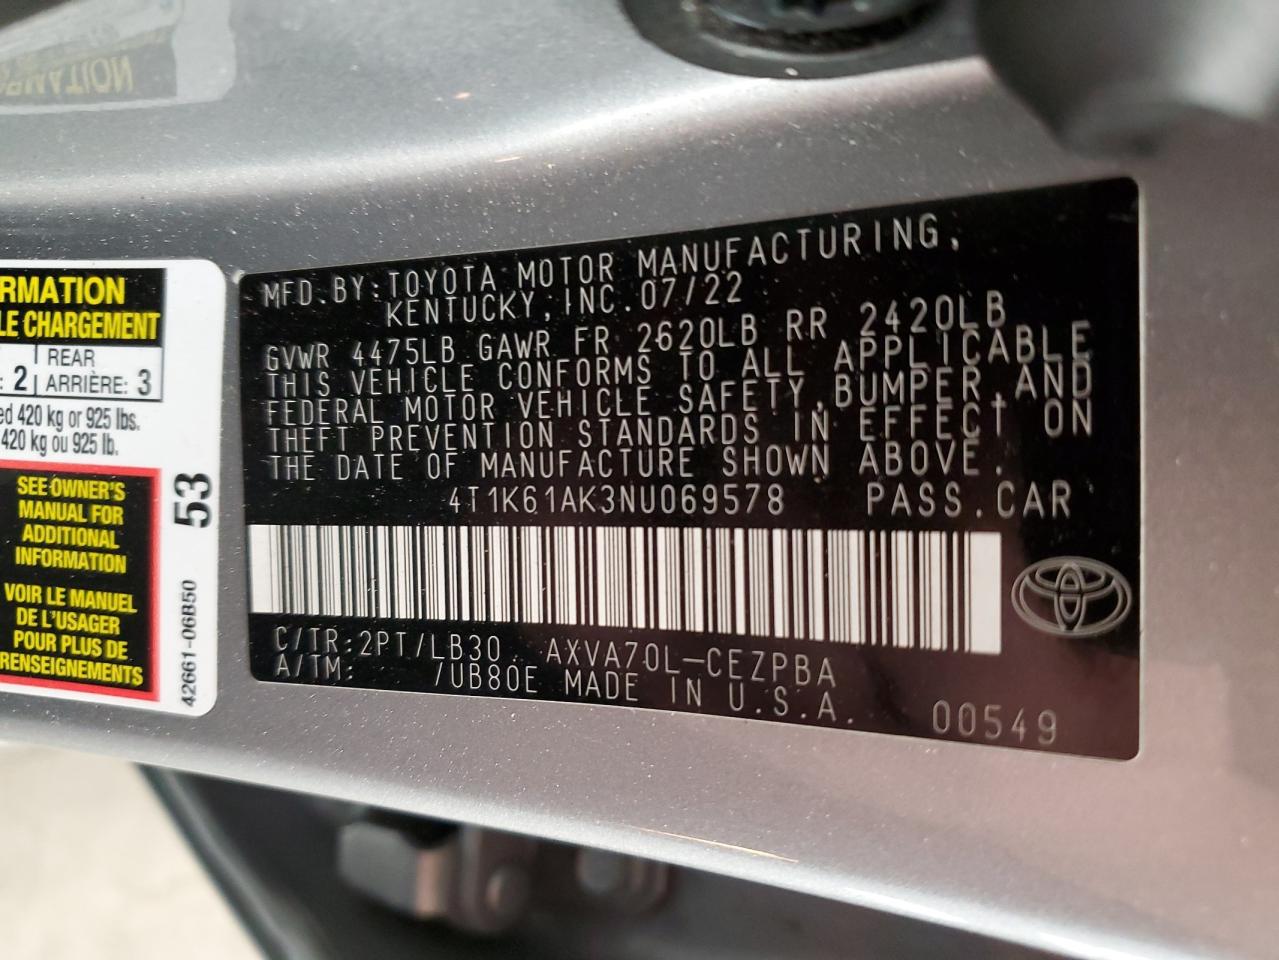 NOITAM
RMATION
LE CHARGEMENT
: 2 REAR
ARRIÈRE: 3
ed 420 kg or 925 lbs.
420 kg ou 925 lb.
SEE OWNER'S
MANUAL FOR
ADDITIONAL
INFORMATION
VOIR LE MANUEL
DE L'USAGER
POUR PLUS DE
RENSEIGNEMENTS
53
42661-06B50
MFD.BY:TOYOTA MOTOR MANUFACTURING,
KENTUCKY,INC.07/22
GVWR 4475LB GAWR FR 2620LB RR 2420LB
THIS VEHICLE CONFORMS TO ALL APPLICABLE
FEDERAL MOTOR VEHICLE SAFETY,BUMPER,AND
THEFT PREVENTION STANDARDS IN EFFECT ON
THE DATE OF MANUFACTURE SHOWN ABOVE.
4T1K61AK3NU069578 PASS.CAR
C/TR:2PT/LB30 AXVA70L-CEZPBA
A/TM: /UB80E MADE IN U.S.A.
00549